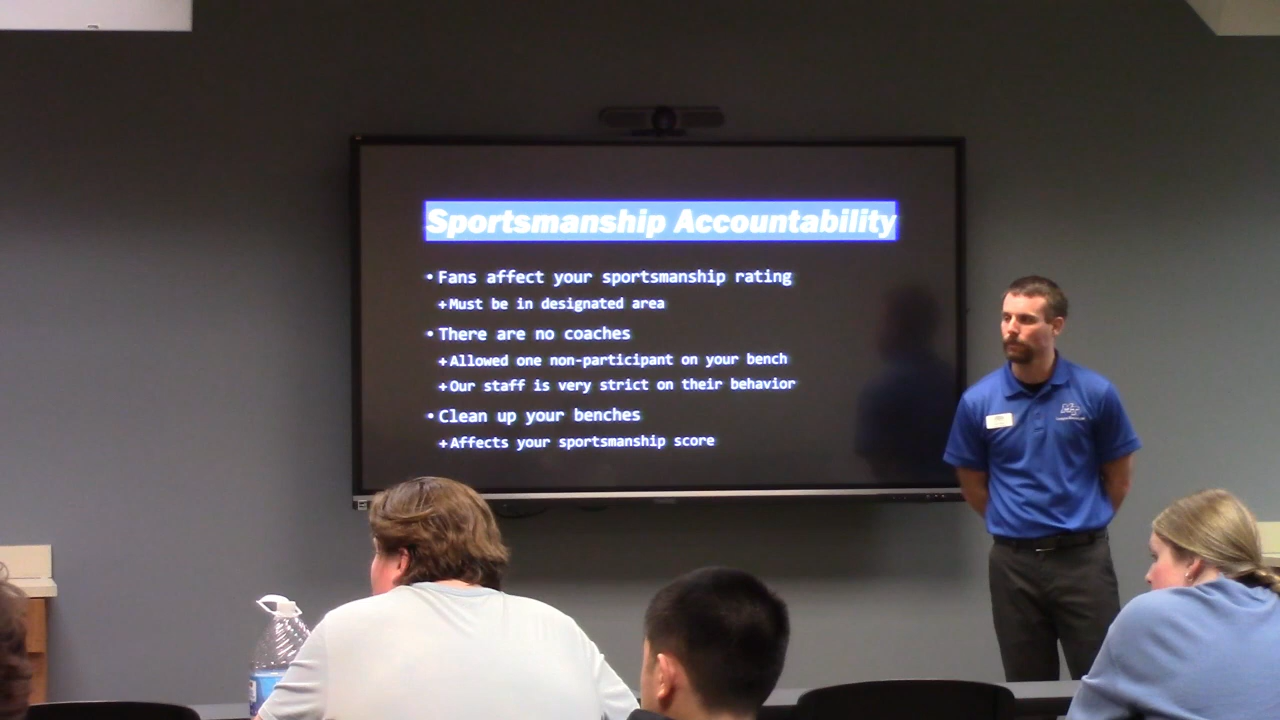 Sportsmanship Accountability
• Fans affect your sportsmanship rating
+Must be in designated area
• There are no coaches
+Allowed one non-participant on your bench
+Our staff is very strict on their behavior
• Clean up your benches
+Affects your sportsmanship score